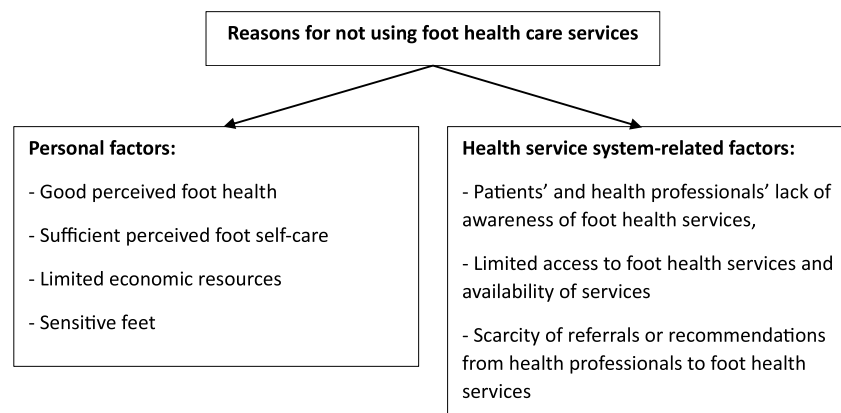 Reasons for not using foot health care services
Personal factors:
- Good perceived foot health
- Sufficient perceived foot self-care
- Limited economic resources
- Sensitive feet
Health service system-related factors:
- Patients’ and health professionals’ lack of
awareness of foot health services,
- Limited access to foot health services and
availability of services
- Scarcity of referrals or recommendations
from health professionals to foot health
services